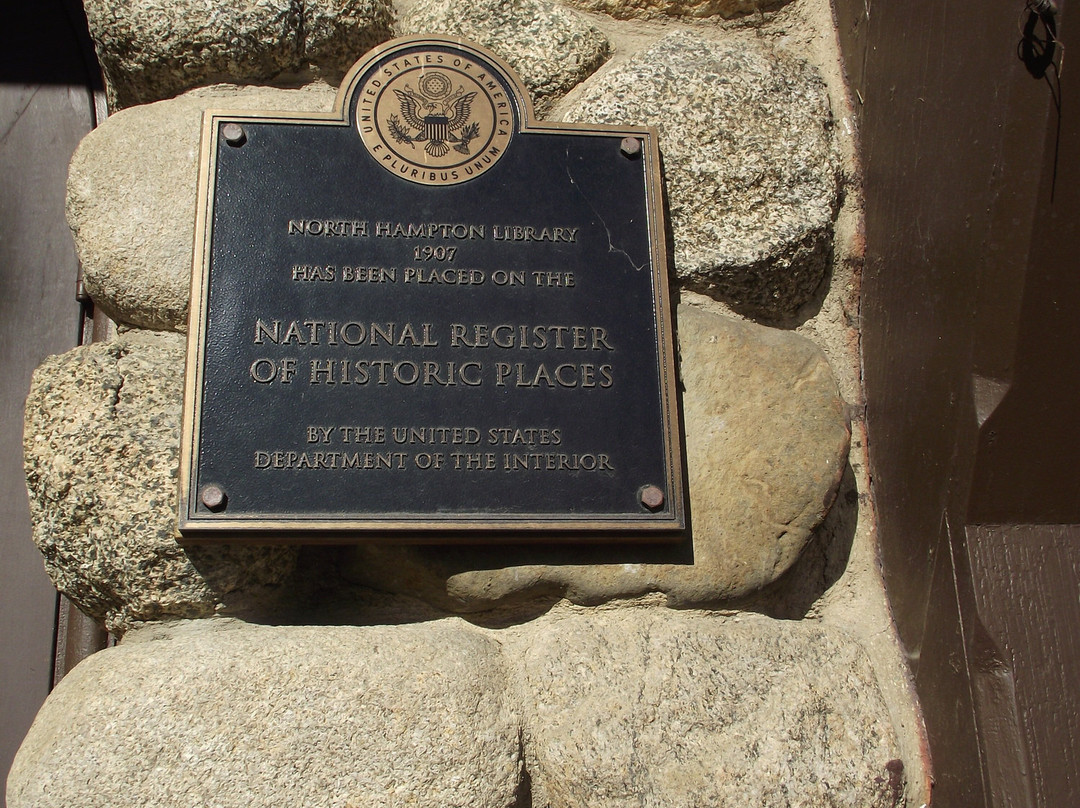 UNITED STATES OF AMERICA
E PLURIBUS UNUM
NORTH HAMPTON LIBRARY
1907
HAS BEEN PLACED ON THE
NATIONAL REGISTER
OF HISTORIC PLACES
BY THE UNITED STATES
DEPARTMENT OF THE INTERIOR